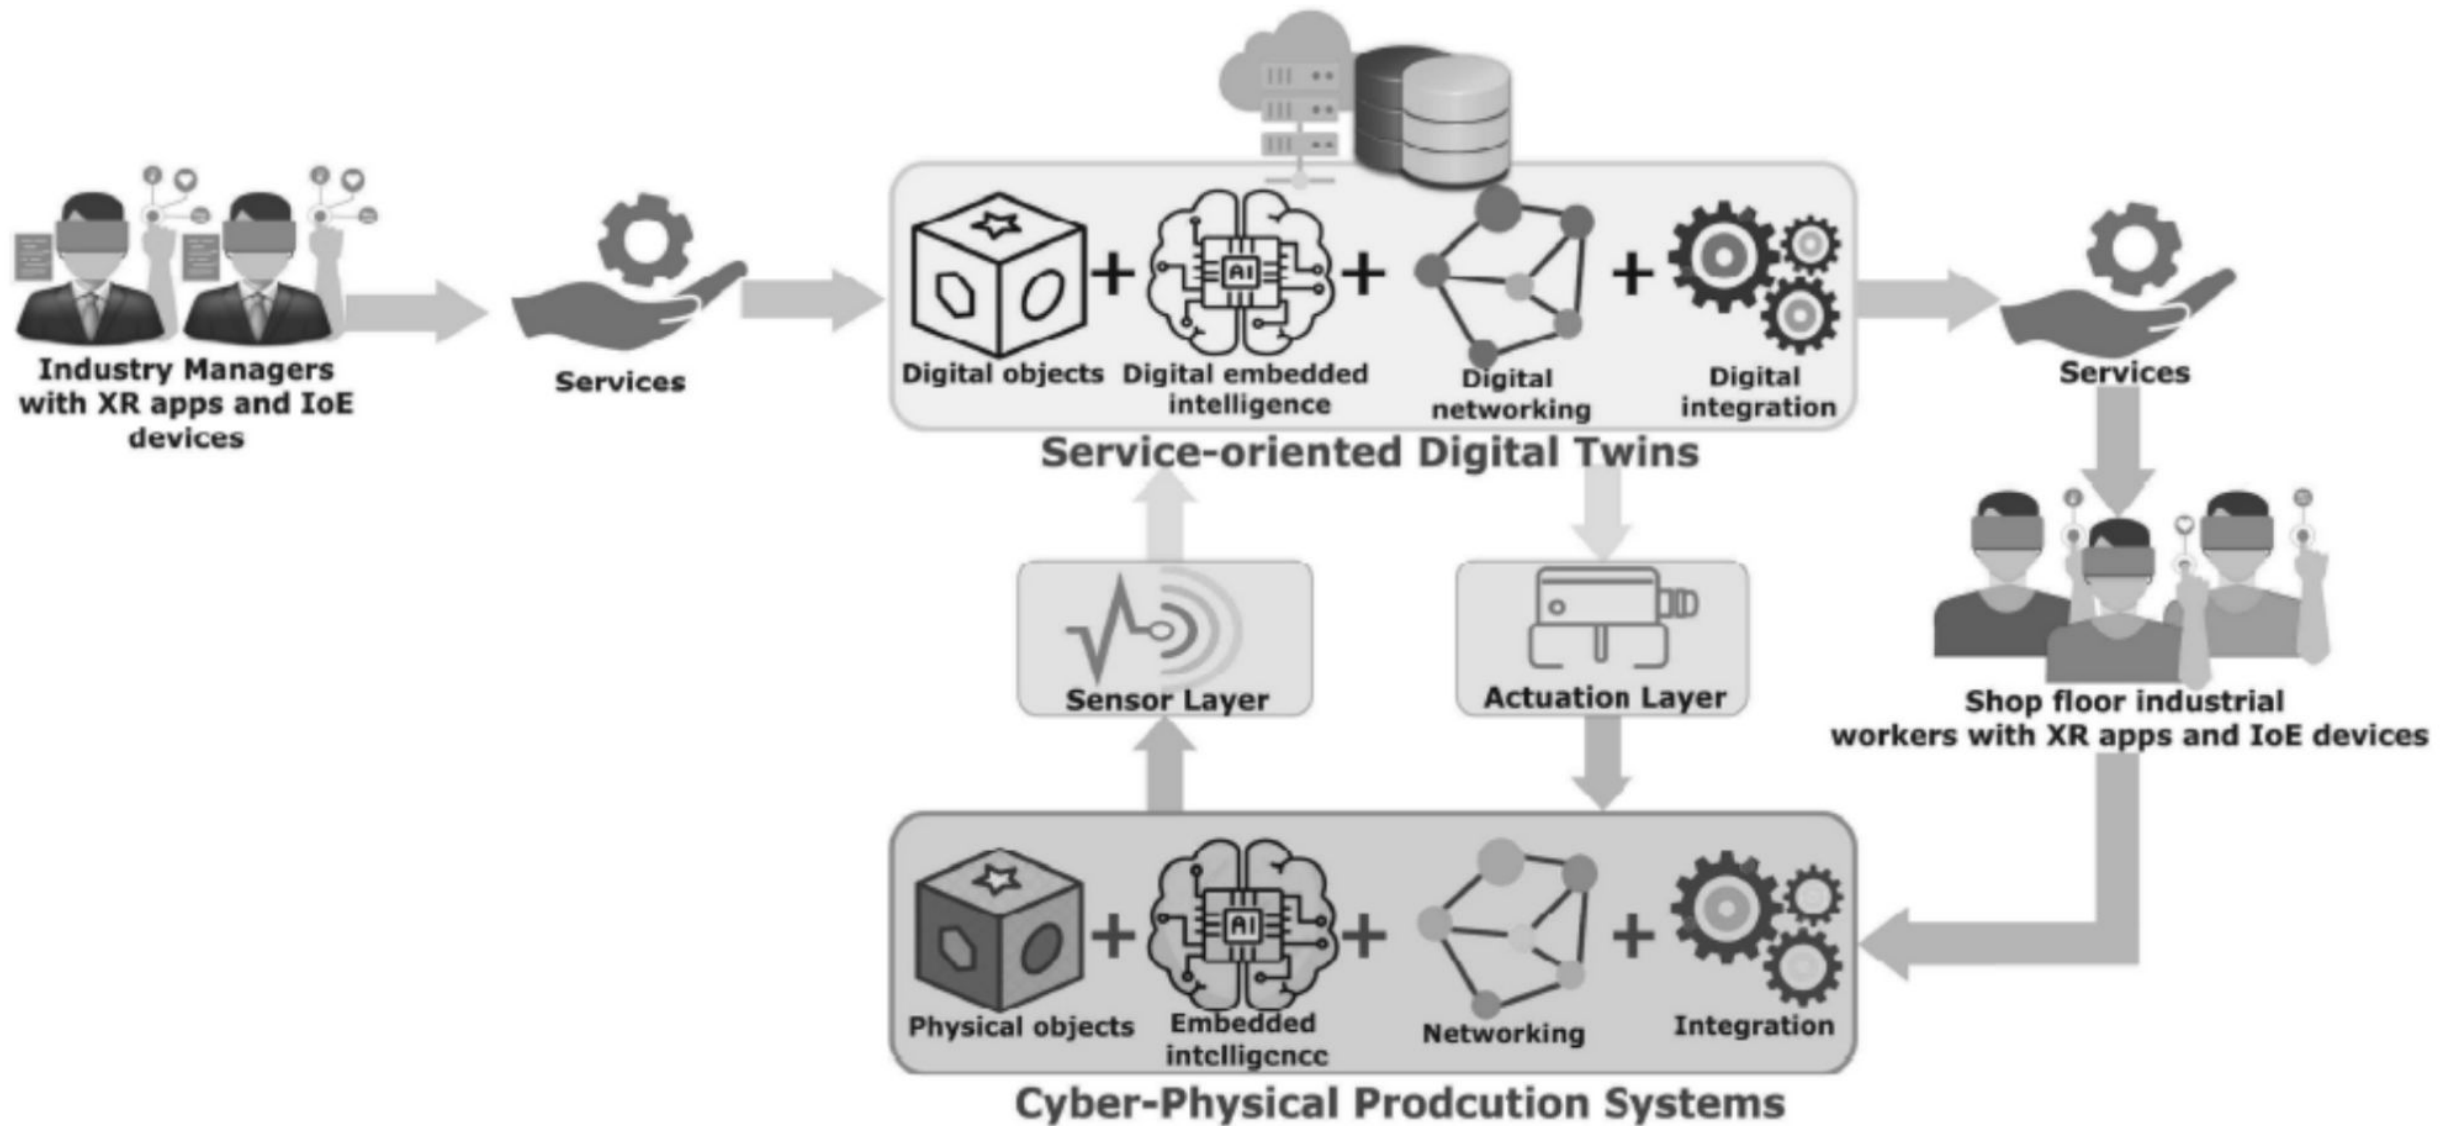 Industry Managers
with XR apps and IoE
devices
Services
AI
Digital objects
Digital embedded
intelligence
Digital
networking
Digital
integration
Service-oriented Digital Twins
Services
Sensor Layer
Actuation Layer
Shop floor industrial
workers with XR apps and IoE devices
AI
Physical objects
Embedded
intelligence
Networking
Integration
Cyber-Physical Prodcution Systems